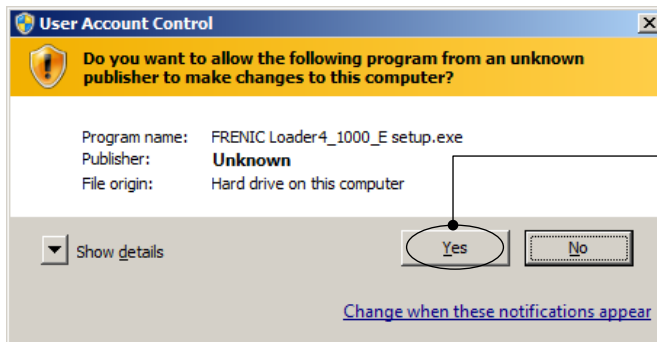 User Account Control
Do you want to allow the following program from an unknown
publisher to make changes to this computer?
Program name: FRENIC Loader4_1000_E setup.exe
Publisher: Unknown
File origin: Hard drive on this computer
Show details
Yes
No
Change when these notifications appear